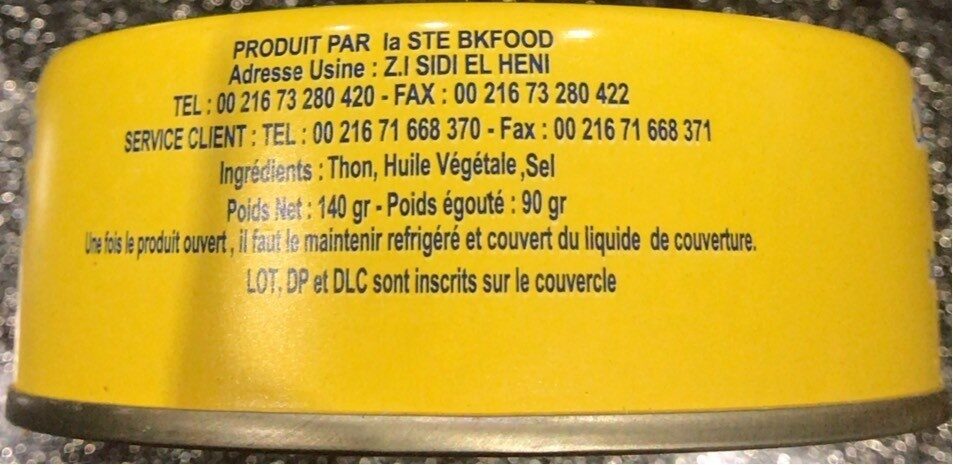 PRODUIT PAR la STE BKFOOD
Adresse Usine : Z.I SIDI EL HENI
TEL : 00 216 73 280 420 - FAX : 00 216 73 280 422
SERVICE CLIENT : TEL : 00 216 71 668 370 - Fax : 00 216 71 668 371
Ingrédients : Thon, Huile Végétale ,Sel
Poids Net : 140 gr - Poids égouté : 90 gr
Une fois le produit ouvert , il faut le maintenir refrigéré et couvert du liquide de couverture.
LOT, DP et DLC sont inscrits sur le couvercle